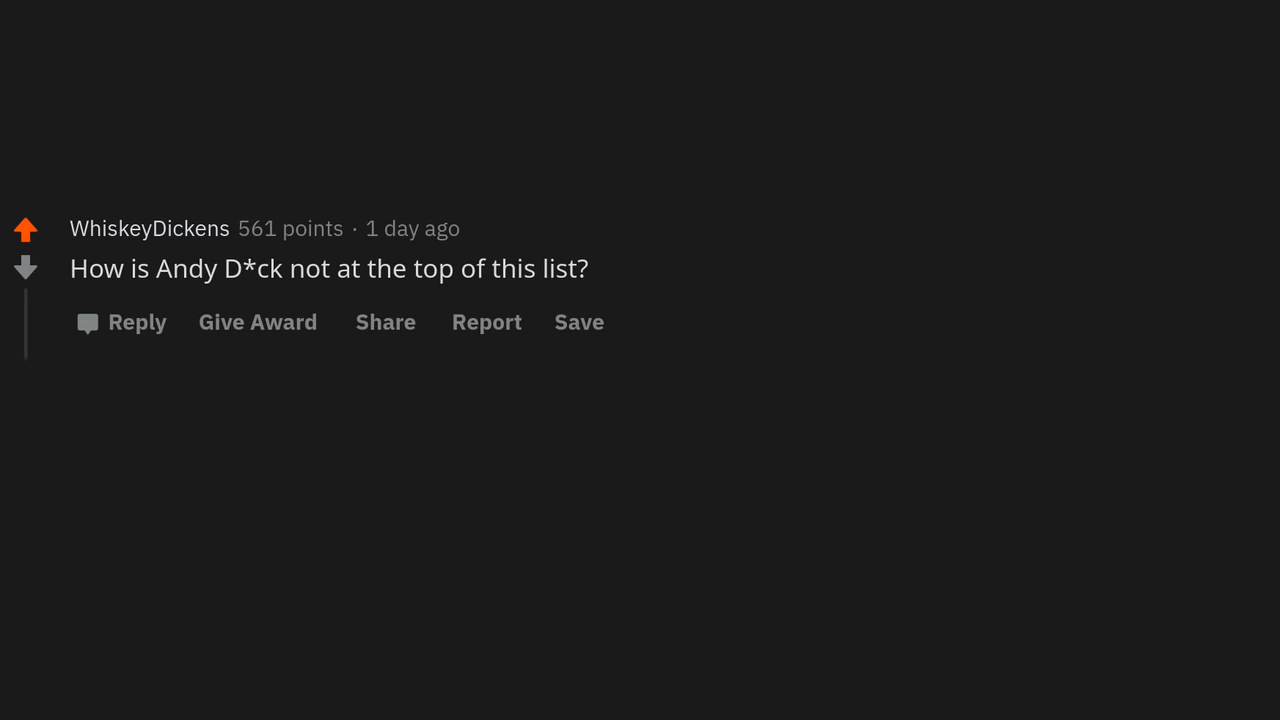 WhiskeyDickens 561 points · 1 day ago
How is Andy D*ck not at the top of this list?
Reply Give Award Share Report Save